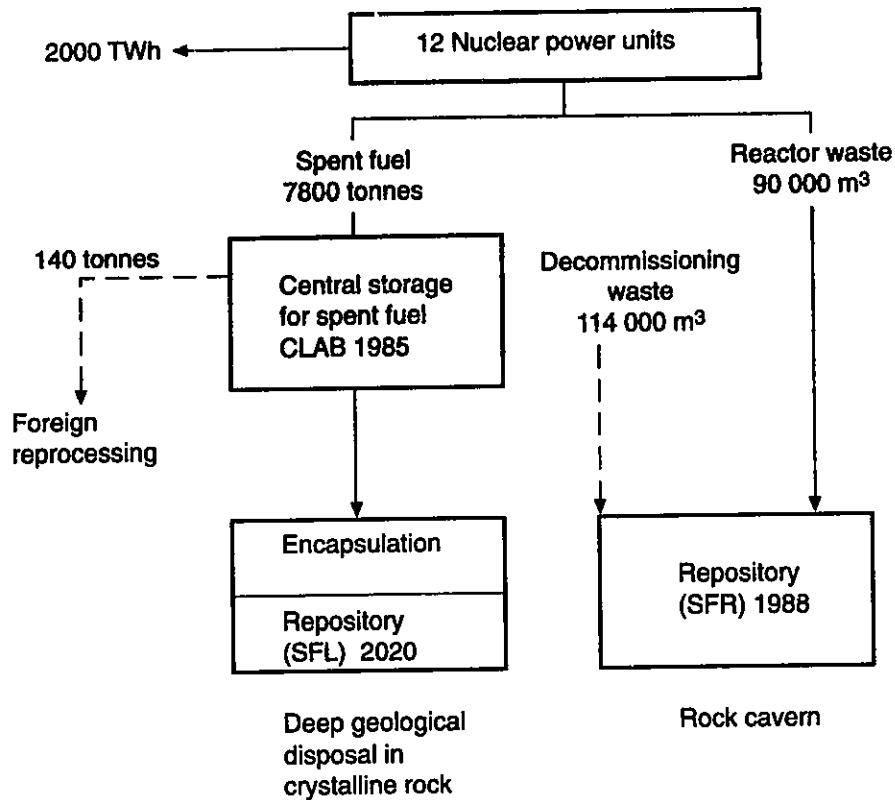 12 Nuclear power units
2000 TWh
Spent fuel
7800 tonnes
Reactor waste
90 000 m³
140 tonnes
Central storage
for spent fuel
CLAB 1985
Decommissioning
waste
114 000 m³
Foreign
reprocessing
Encapsulation
Repository
(SFL) 2020
Repository
(SFR) 1988
Deep geological
disposal in
crystalline rock
Rock cavern